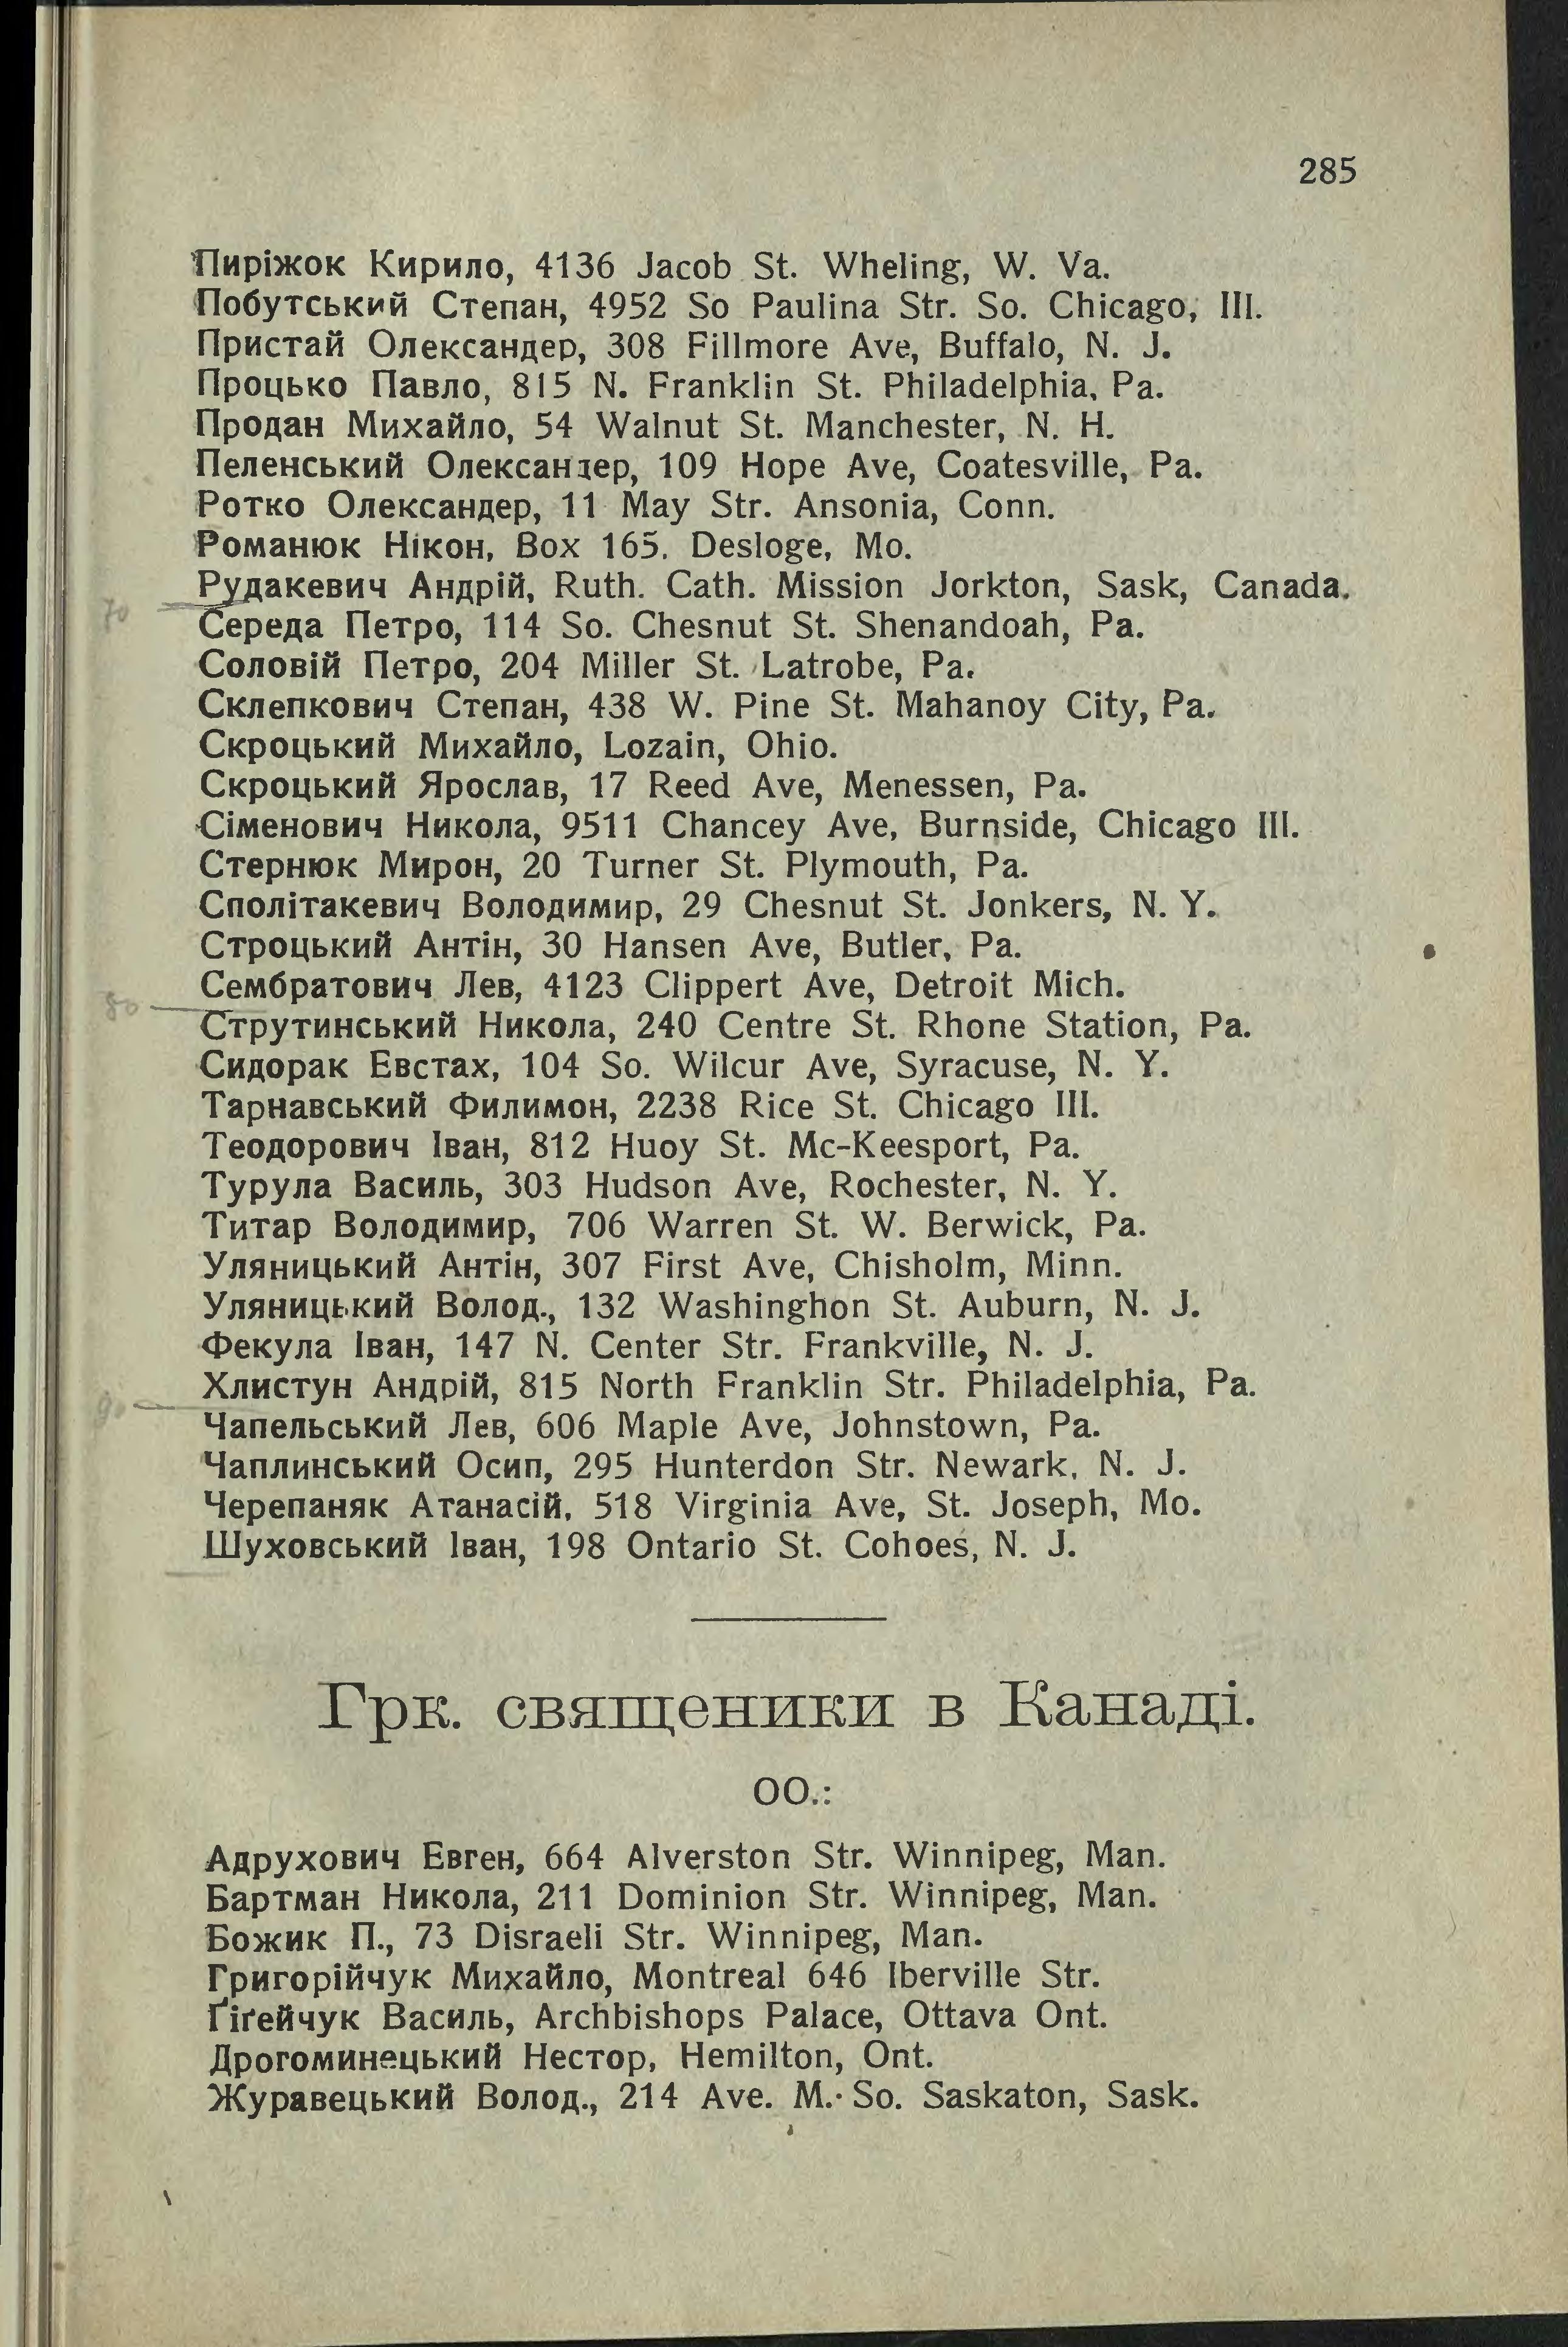 285
Пиріжок Кирило, 4136 Jacob St. Wheling, W. Va.
Побутський Степан, 4952 So Paulina Str. So. Chicago, Ill.
Пристай Олександер, 308 Fillmore Ave, Buffalo, N. J.
Процько Павло, 815 N. Franklin St. Philadelphia, Pa.
Продан Михайло, 54 Walnut St. Manchester, N. H.
Пеленський Олександер, 109 Hope Ave, Coatesville, Pa.
Ротко Олександер, 11 May Str. Ansonia, Conn.
Романюк Нікон, Box 165. Desloge, Mo.
Рудакевич Андрій, Ruth. Cath. Mission Jorkton, Sask, Canada.
70
Середа Петро, 114 So. Chesnut St. Shenandoah, Pa.
Соловій Петро, 204 Miller St. Latrobe, Pa.
Склепкович Степан, 438 W. Pine St. Mahanoy City, Pa.
Скроцький Михайло, Lozain, Ohio.
Скроцький Ярослав, 17 Reed Ave, Menessen, Pa.
Сіменович Никола, 9511 Chancey Ave, Burnside, Chicago Ill.
Стернюк Мирон, 20 Turner St. Plymouth, Pa.
Сполітакевич Володимир, 29 Chesnut St. Jonkers, N. Y.
Строцький Антін, 30 Hansen Ave, Butler, Pa.
Сембратович Лев, 4123 Clippert Ave, Detroit Mich.
80
Струтинський Никола, 240 Centre St. Rhone Station, Pa.
Сидорак Евстах, 104 So. Wilcur Ave, Syracuse, N. Y.
Тарнавський Филимон, 2238 Rice St. Chicago Ill.
Теодорович Іван, 812 Huoy St. Mc-Keesport, Pa.
Турула Василь, 303 Hudson Ave, Rochester, N. Y.
Титар Володимир, 706 Warren St. W. Berwick, Pa.
Уляницький Антін, 307 First Ave, Chisholm, Minn.
Уляницький Волод., 132 Washinghon St. Auburn, N. J.
Фекула Іван, 147 N. Center Str. Frankville, N. J.
Хлистун Андрій, 815 North Franklin Str. Philadelphia, Pa.
90
Чапельський Лев, 606 Maple Ave, Johnstown, Pa.
Чаплинський Осип, 295 Hunterdon Str. Newark, N. J.
Черепаняк Атанасій, 518 Virginia Ave, St. Joseph, Mo.
Шуховський Іван, 198 Ontario St. Cohoes, N. J.
Грк. священики в Канаді.
ОО.:
Адрухович Евген, 664 Alverston Str. Winnipeg, Man.
Бартман Никола, 211 Dominion Str. Winnipeg, Man.
Божик П., 73 Disraeli Str. Winnipeg, Man.
Григорійчук Михайло, Montreal 646 Iberville Str.
Ґіґейчук Василь, Archbishops Palace, Ottava Ont.
Дрогоминецький Нестор, Hemilton, Ont.
Журавецький Волод., 214 Ave. M. So. Saskaton, Sask.